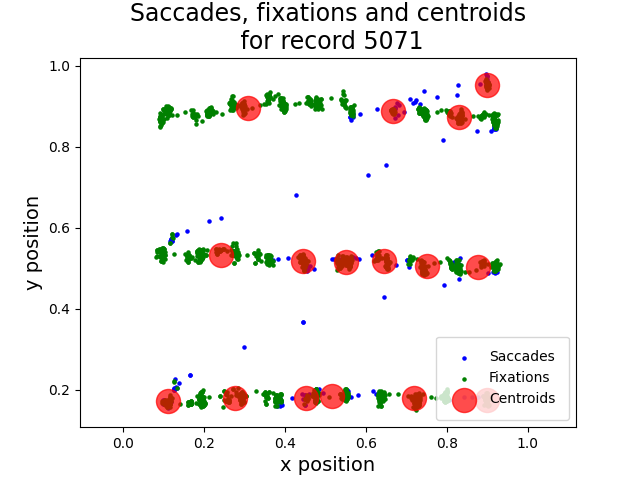 Saccades, fixations and centroids
for record 5071
1.0
0.8
0.6
0.4
0.2
y position
Saccades
Fixations
Centroids
0.0
0.2
0.4
0.6
0.8
1.0
x position